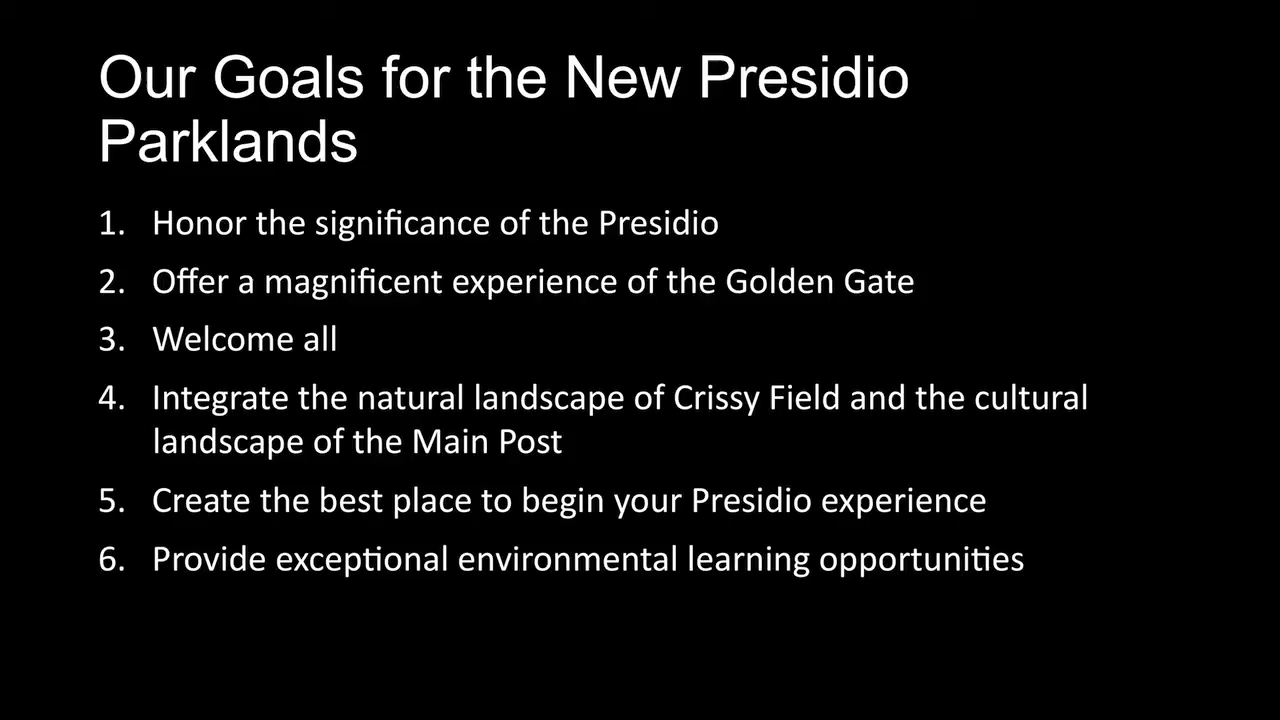 Our Goals for the New Presidio
Parklands
1. Honor the significance of the Presidio
2. Offer a magnificent experience of the Golden Gate
3. Welcome all
4. Integrate the natural landscape of Crissy Field and the cultural
landscape of the Main Post
5. Create the best place to begin your Presidio experience
6. Provide exceptional environmental learning opportunities